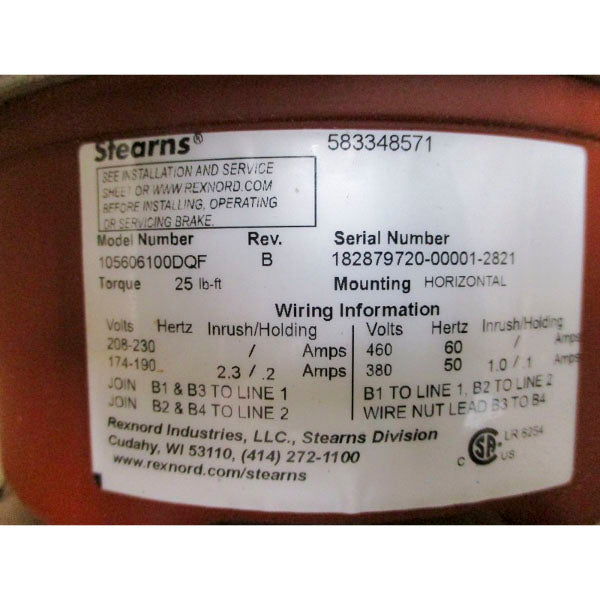 Stearns® 583348571
SEE INSTALLATION AND SERVICE
SHEET OR WWW.REXNORD.COM
BEFORE INSTALLING, OPERATING
OR SERVICING BRAKE.
Model Number Rev. Serial Number
105606100DQF B 182879720-00001-2821
Torque 25 lb-ft Mounting HORIZONTAL
Wiring Information
Volts Hertz Inrush/Holding Volts Hertz Inrush/Holding
208-230 / Amps 460 60 / Amps
174-190 2.3 / .2 Amps 380 50 1.0 / .1 Amps
JOIN B1 & B3 TO LINE 1 B1 TO LINE 1, B2 TO LINE 2
JOIN B2 & B4 TO LINE 2 WIRE NUT LEAD B3 TO B4
Rexnord Industries, LLC., Stearns Division
Cudahy, WI 53110, (414) 272-1100
www.rexnord.com/stearns
C SA® LR 6254
US